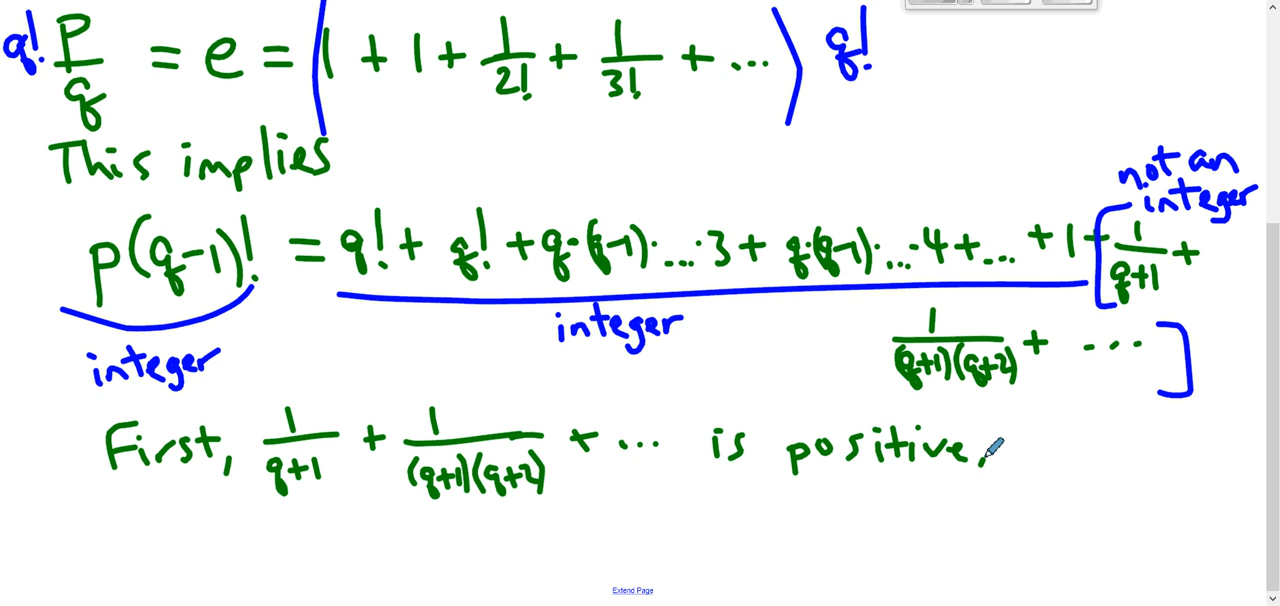 q! p/q = e = (1 + 1 + 1/2! + 1/3! + ...) q!
This implies
not an integer
p(q-1)! = q! + q! + q·(q-1)·...·3 + q·(q-1)·...·4 + ... + 1 + [1/(q+1) +
integer
integer
1/((q+1)(q+2)) + ...]
First, 1/(q+1) + 1/((q+1)(q+2)) + ... is positive,
Extend Page